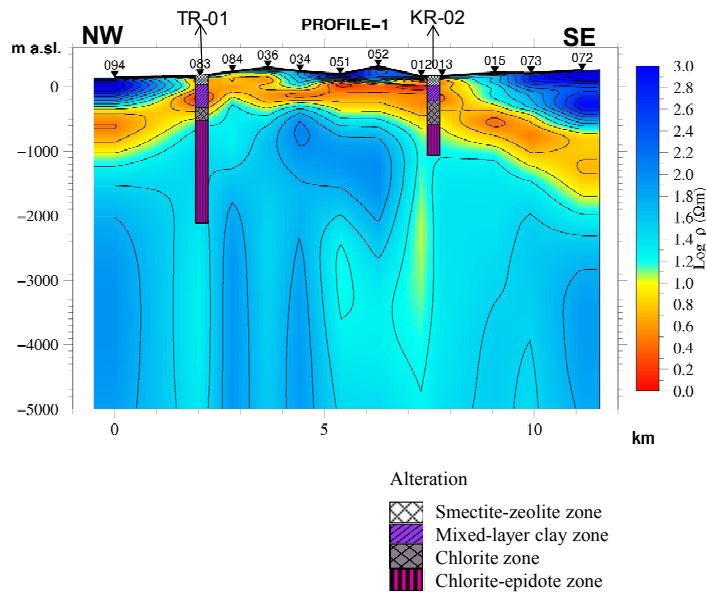 TR-01 PROFILE-1 KR-02
m a.sl. NW SE
094 083 084 036 034 051 052 012 013 015 073 072
0
-1000
-2000
-3000
-4000
-5000
0 5 10
km
3.0
2.8
2.6
2.4
2.2
2.0
1.8
1.6
1.4
1.2
1.0
0.8
0.6
0.4
0.2
0.0
Log ρ (Ωm)
Alteration
Smectite-zeolite zone
Mixed-layer clay zone
Chlorite zone
Chlorite-epidote zone